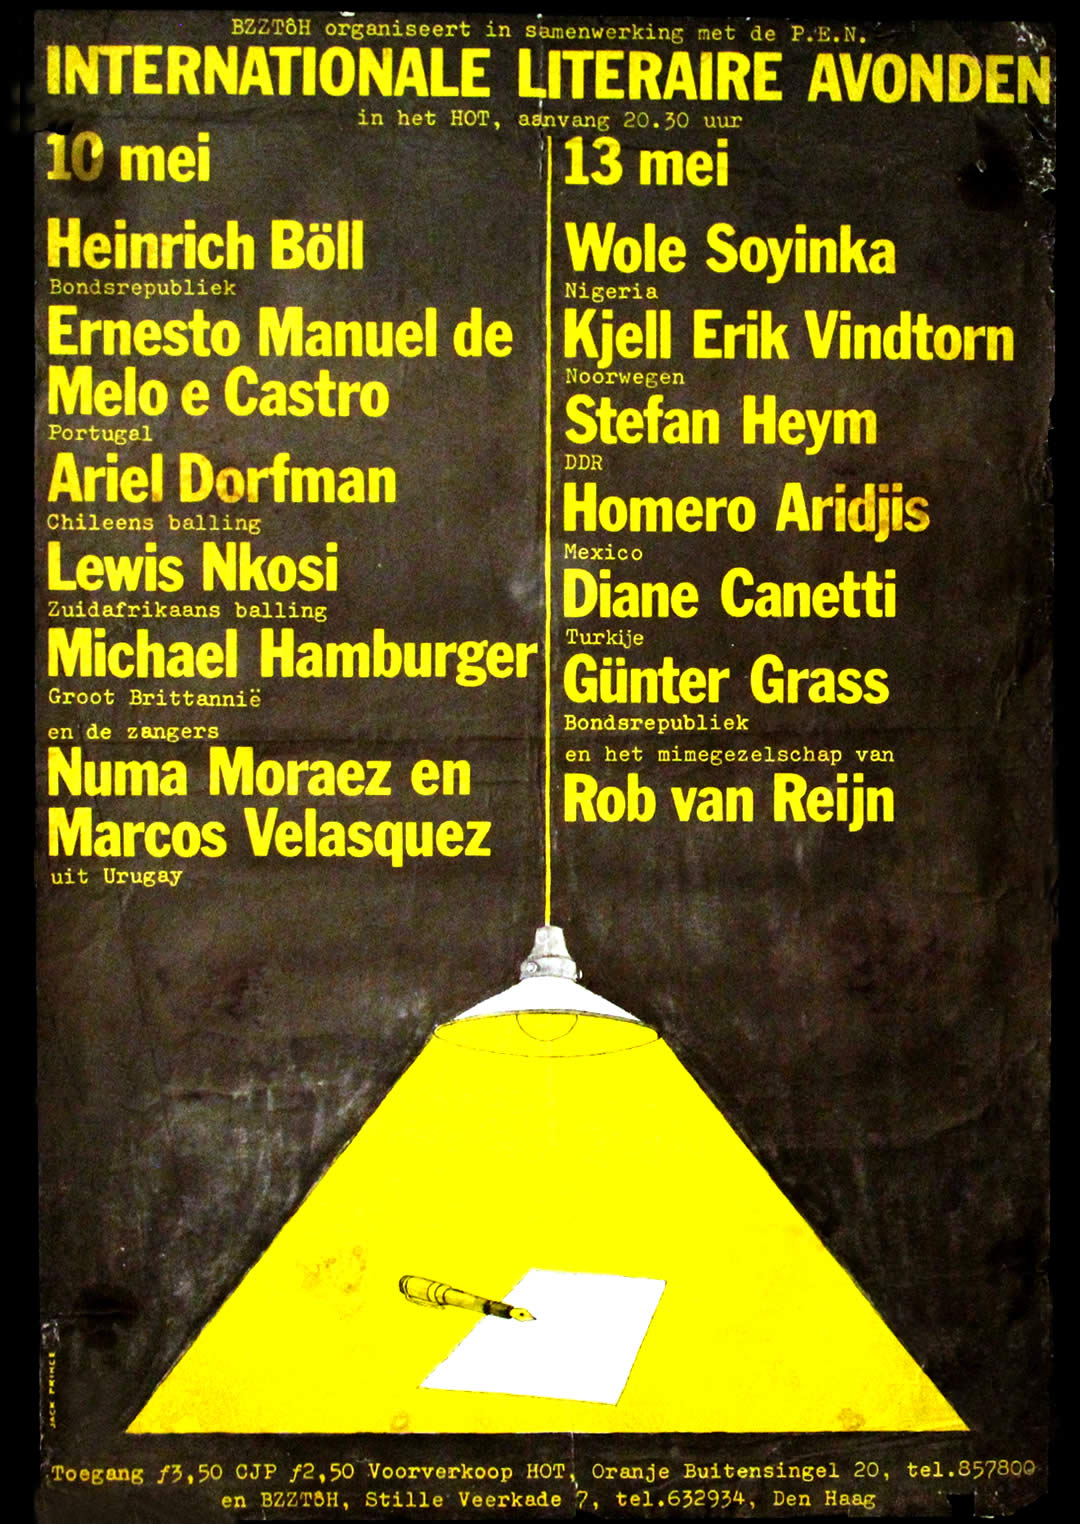 BZZTÔH organiseert in samenwerking met de P.E.N.
INTERNATIONALE LITERAIRE AVONDEN
in het HOT, aanvang 20.30 uur
10 mei
Heinrich Böll
Bondsrepubliek
Ernesto Manuel de
Melo e Castro
Portugal
Ariel Dorfman
Chileens balling
Lewis Nkosi
Zuidafrikaans balling
Michael Hamburger
Groot Brittannië
en de zangers
Numa Moraez en
Marcos Velasquez
uit Urugay
13 mei
Wole Soyinka
Nigeria
Kjell Erik Vindtorn
Noorwegen
Stefan Heym
DDR
Homero Aridjis
Mexico
Diane Canetti
Turkije
Günter Grass
Bondsrepubliek
en het mimegezelschap van
Rob van Reijn
JACK PRINCE
Toegang ƒ3,50 CJP ƒ2,50 Voorverkoop HOT, Oranje Buitensingel 20, tel.857800
en BZZTÔH, Stille Veerkade 7, tel.632934, Den Haag